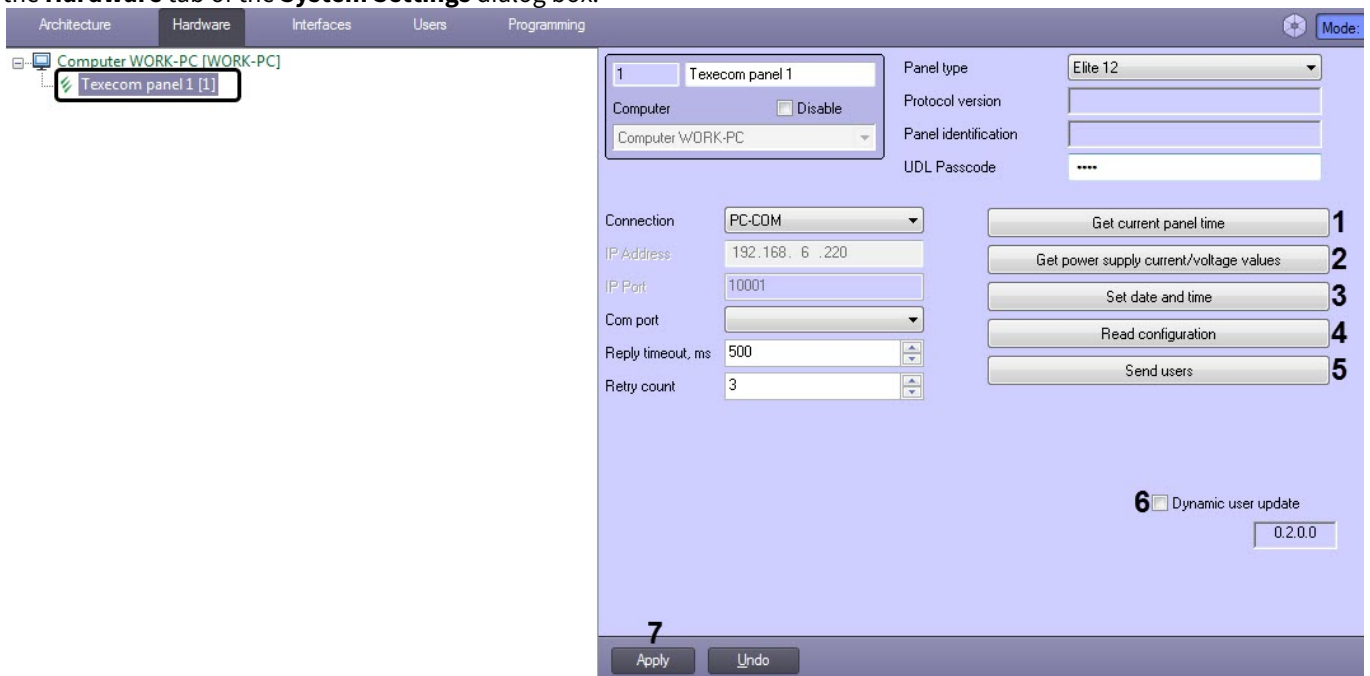 the Hardware tab of the System Settings dialog box.
Architecture Hardware Interfaces Users Programming Mode:
Computer WORK-PC [WORK-PC]
Texecom panel 1 [1]
1 Texecom panel 1
Computer Disable
Computer WORK-PC
Panel type Elite 12
Protocol version
Panel identification
UDL Passcode ••••
Connection PC-COM
IP Address 192.168. 6 .220
IP Port 10001
Com port
Reply timeout, ms 500
Retry count 3
Get current panel time 1
Get power supply current/voltage values 2
Set date and time 3
Read configuration 4
Send users 5
6 Dynamic user update
0.2.0.0
7
Apply Undo